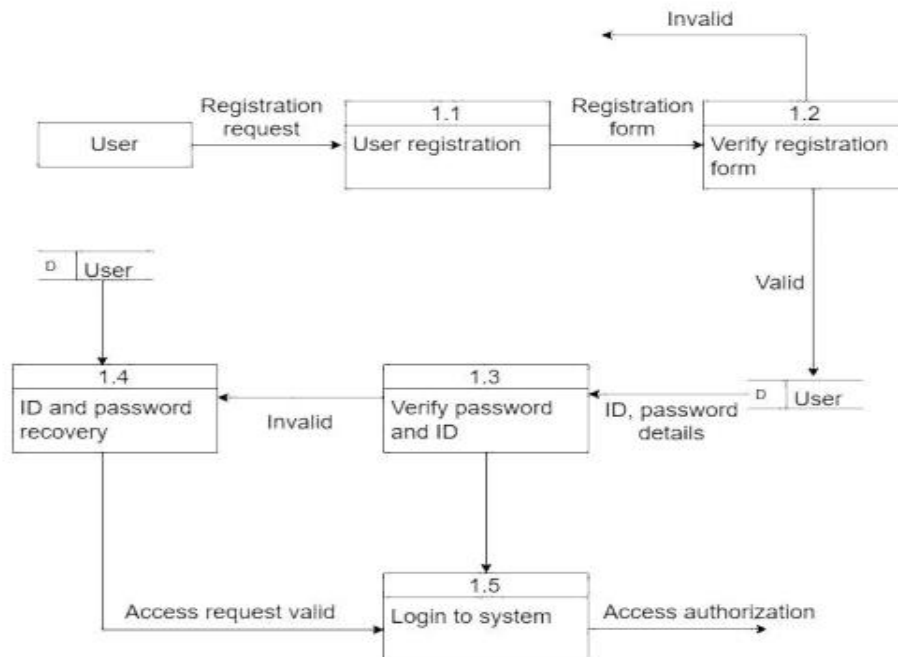 Invalid
Registration
request
1.1
Registration
form
1.2
User
User registration
Verify registration
form
D
User
Valid
1.4
1.3
ID and password
recovery
Invalid
Verify password
and ID
ID, password
details
D
User
1.5
Access request valid
Login to system
Access authorization